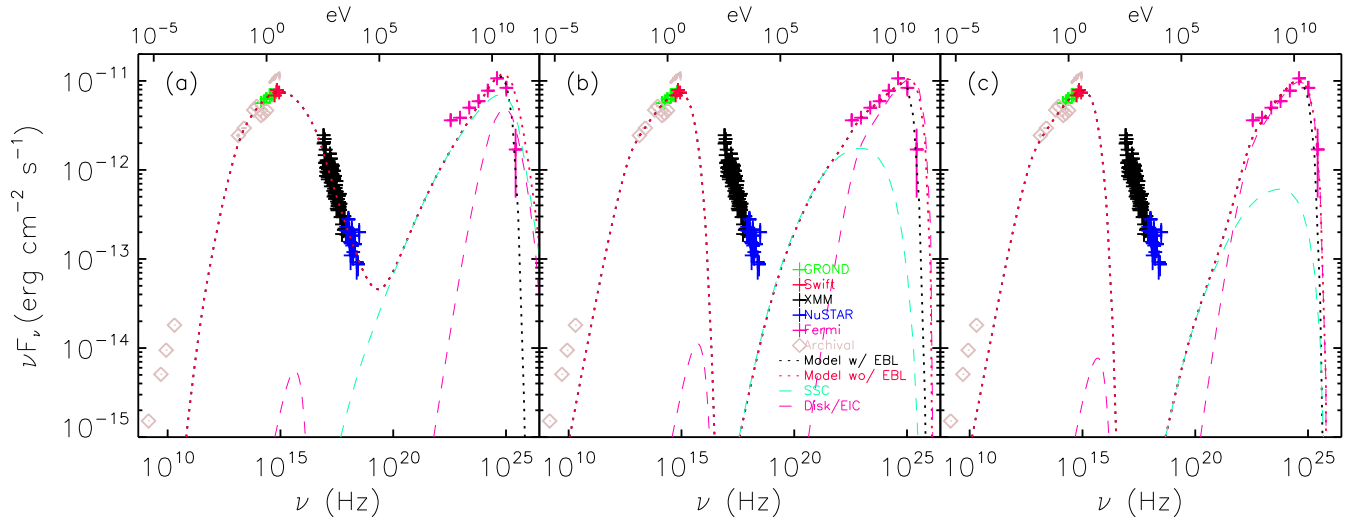 eV eV eV
10⁻⁵ 10⁰ 10⁵ 10¹⁰ 10⁻⁵ 10⁰ 10⁵ 10¹⁰ 10⁻⁵ 10⁰ 10⁵ 10¹⁰
(a) (b) (c)
10⁻¹¹
10⁻¹²
10⁻¹³
10⁻¹⁴
10⁻¹⁵
νFν (erg cm⁻² s⁻¹)
GROND
Swift
XMM
NuSTAR
Fermi
Archival
Model w/ EBL
Model wo/ EBL
SSC
Disk/EIC
10¹⁰ 10¹⁵ 10²⁰ 10²⁵ 10¹⁰ 10¹⁵ 10²⁰ 10²⁵ 10¹⁰ 10¹⁵ 10²⁰ 10²⁵
ν (Hz) ν (Hz) ν (Hz)